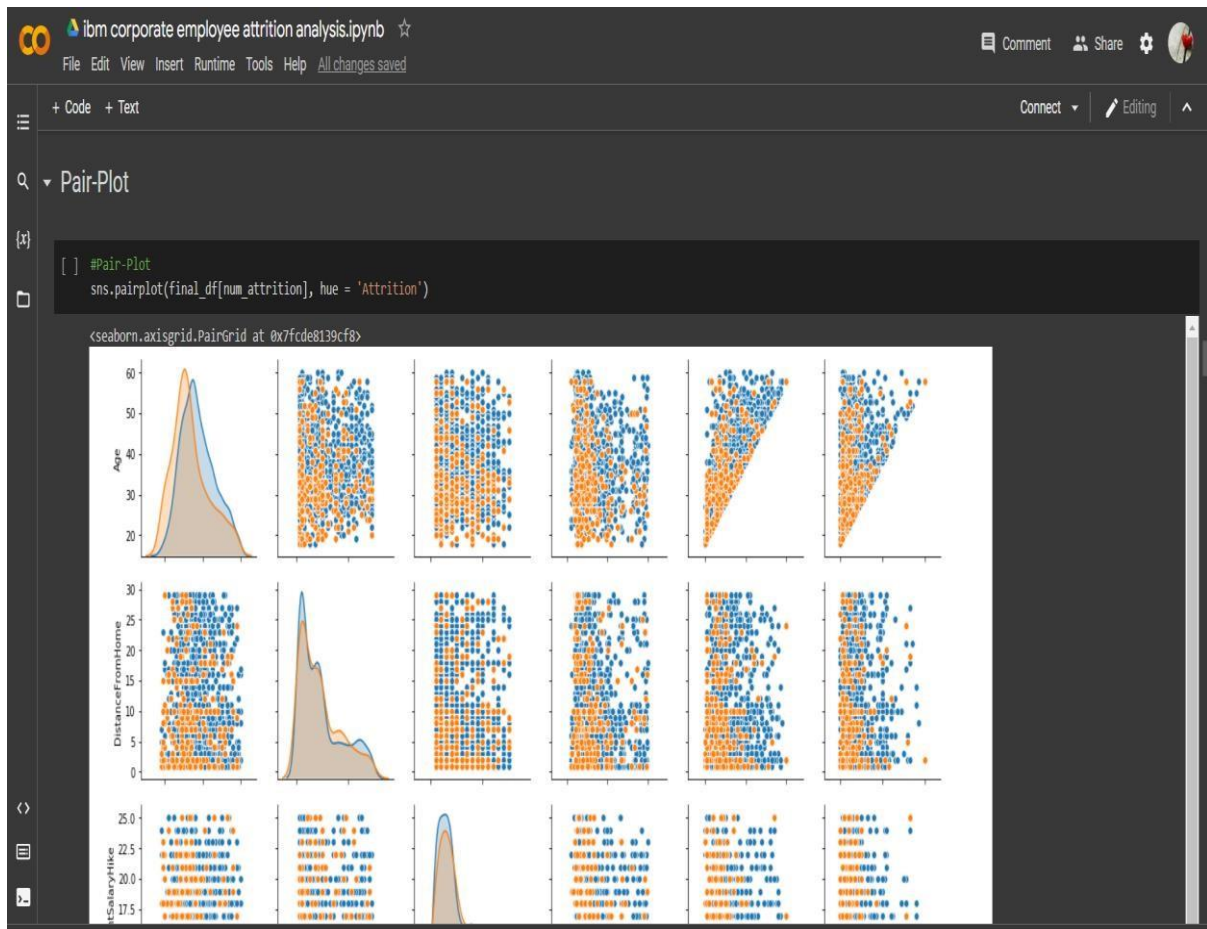 ibm corporate employee attrition analysis.ipynb
Comment Share
File Edit View Insert Runtime Tools Help All changes saved
+ Code + Text
Connect Editing
Pair-Plot
{x}
[ ] #Pair-Plot
sns.pairplot(final_df[num_attrition], hue = 'Attrition')
<seaborn.axisgrid.PairGrid at 0x7fcde8139cf8>
60
50
40
30
20
Age
30
25
20
15
10
5
0
DistanceFromHome
25.0
22.5
20.0
17.5
ntSalaryHike